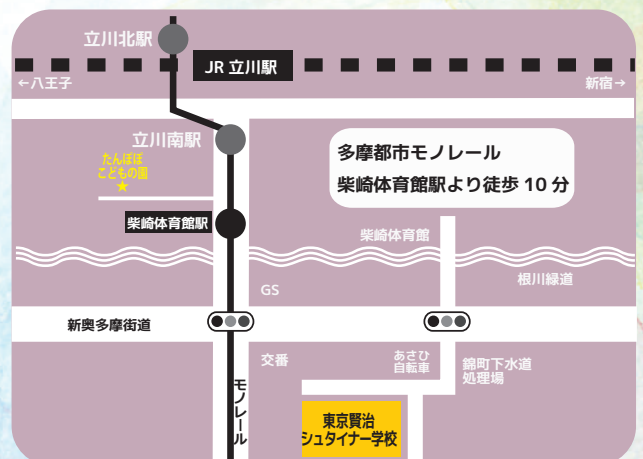 立川北駅
JR 立川駅
←八王子
新宿→
立川南駅
たんぽぽ
こどもの園
★
多摩都市モノレール
柴崎体育館駅より徒歩 10 分
柴崎体育館駅
柴崎体育館
根川緑道
GS
新奥多摩街道
交番
あさひ
自転車
錦町下水道
処理場
モノレール
東京賢治
シュタイナー学校